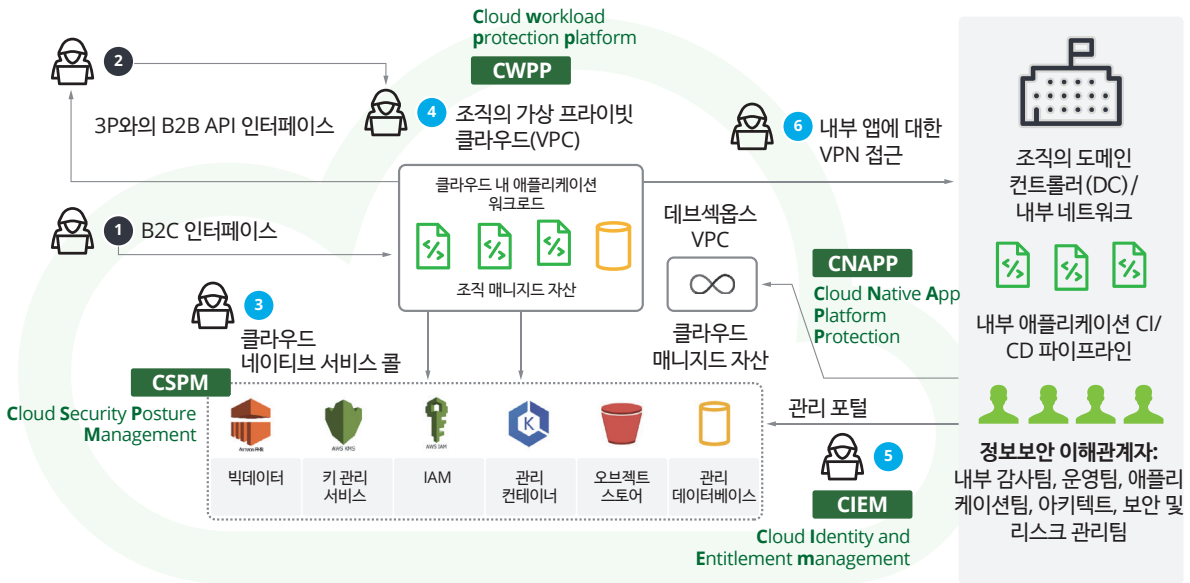 Cloud workload
protection platform
CWPP
2
3P와의 B2B API 인터페이스
4
조직의 가상 프라이빗
클라우드(VPC)
6
내부 앱에 대한
VPN 접근
1
B2C 인터페이스
클라우드 내 애플리케이션
워크로드
조직 매니지드 자산
데브섹옵스
VPC
클라우드
매니지드 자산
CNAPP
Cloud Native App
Platform
Protection
3
클라우드
네이티브 서비스 콜
CSPM
Cloud Security Posture
Management
Amazon EMR
AWS KMS
AWS IAM
K
빅데이터
키 관리
서비스
IAM
관리
컨테이너
오브젝트
스토어
관리
데이터베이스
관리 포털
5
CIEM
Cloud Identity and
Entitlement management
조직의 도메인
컨트롤러(DC)/
내부 네트워크
내부 애플리케이션 CI/
CD 파이프라인
정보보안 이해관계자:
내부 감사팀, 운영팀, 애플리
케이션팀, 아키텍트, 보안 및
리스크 관리팀